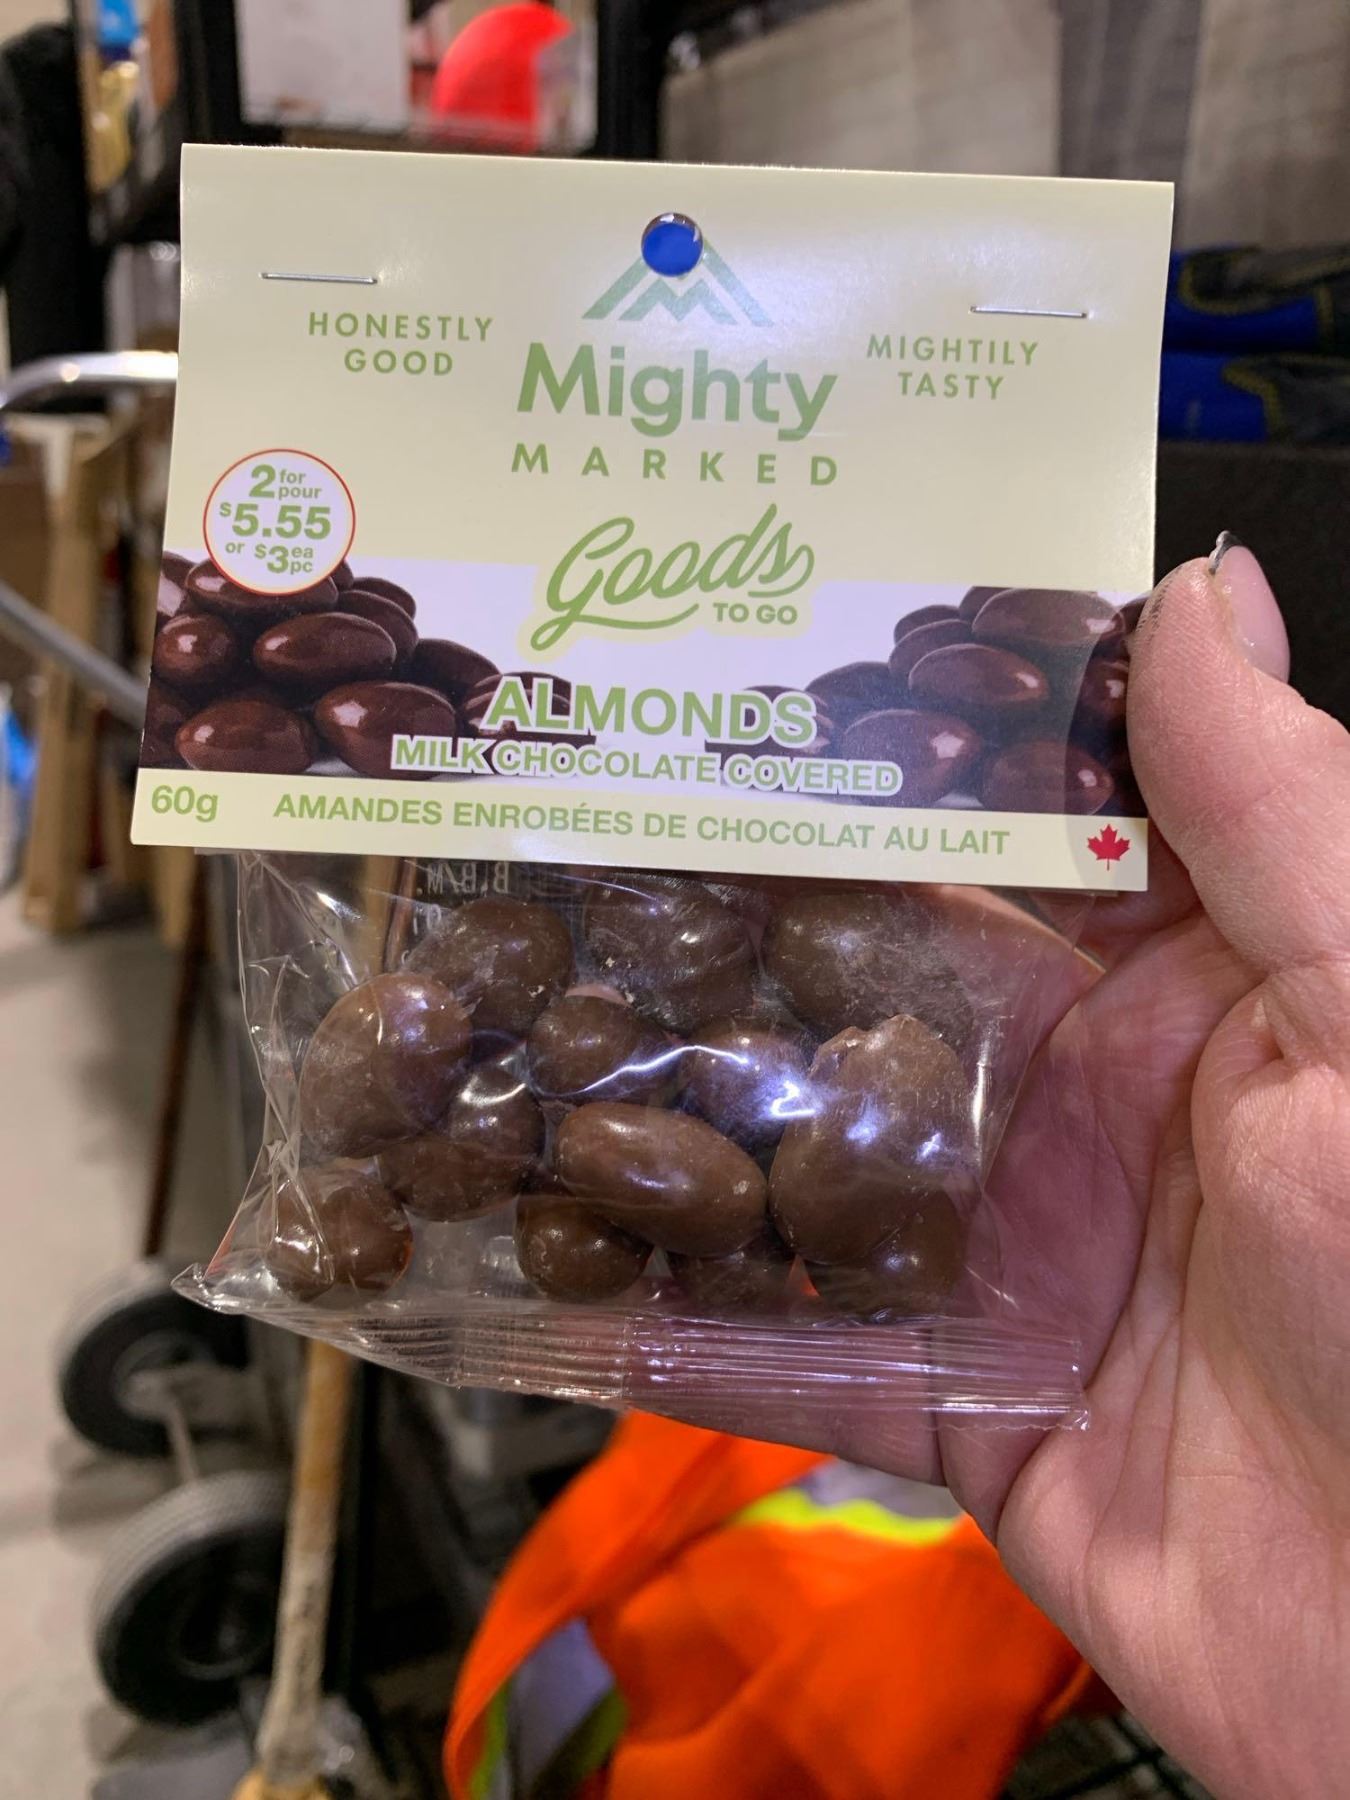 HONESTLY
GOOD
Mighty
MARKED
MIGHTILY
TASTY
2 for
pour
$5.55
or $3 ea
pc
Goods
TO GO
ALMONDS
MILK CHOCOLATE COVERED
60g AMANDES ENROBÉES DE CHOCOLAT AU LAIT